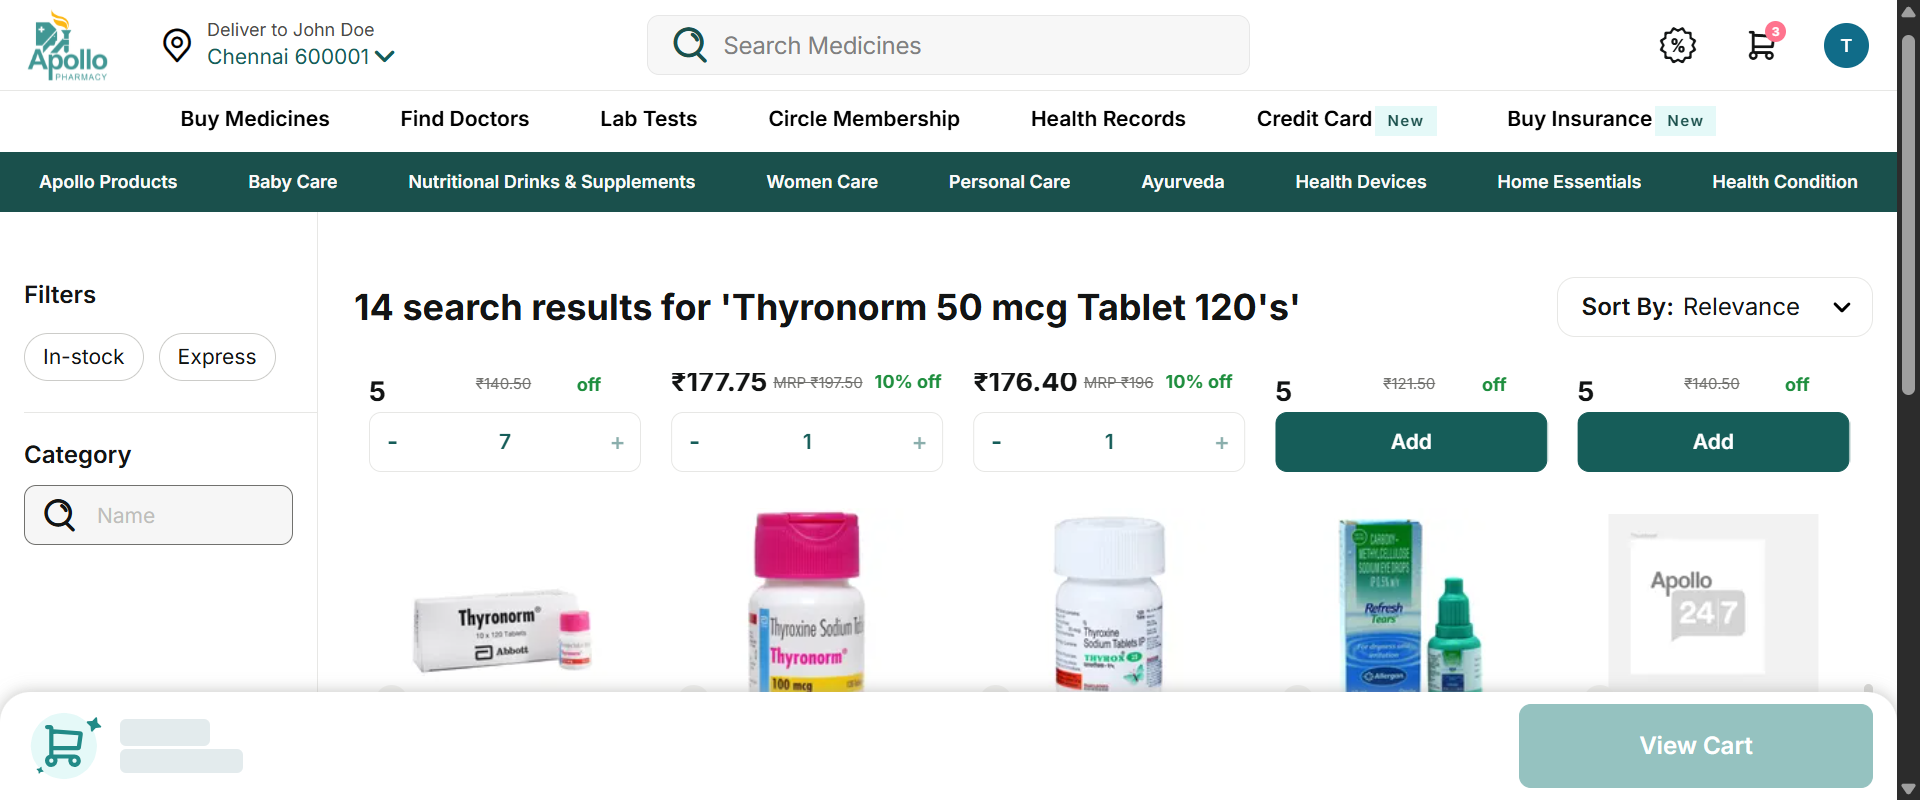 Apollo
PHARMACY
Deliver to John Doe
Chennai 600001
Search Medicines
%
3
T
Buy Medicines
Find Doctors
Lab Tests
Circle Membership
Health Records
Credit Card New
Buy Insurance New
Apollo Products
Baby Care
Nutritional Drinks & Supplements
Women Care
Personal Care
Ayurveda
Health Devices
Home Essentials
Health Condition
Filters
In-stock
Express
Category
Name
14 search results for 'Thyronorm 50 mcg Tablet 120's'
Sort By: Relevance
5 ₹140.50 off
- 7 +
₹177.75 MRP ₹197.50 10% off
- 1 +
₹176.40 MRP ₹196 10% off
- 1 +
5 ₹121.50 off
Add
5 ₹140.50 off
Add
Thyronorm®
10 x 120 Tablets
Abbott
Thyroxine Sodium Tab
Thyronorm®
100 mcg
Thyroxine
Sodium Tablets IP
THYROX 25
CARBOXY-
METHYLCELLULOSE
SODIUM EYE DROPS
IP 0.5% w/v
Refresh
Tears
Allergan
Apollo
24|7
View Cart